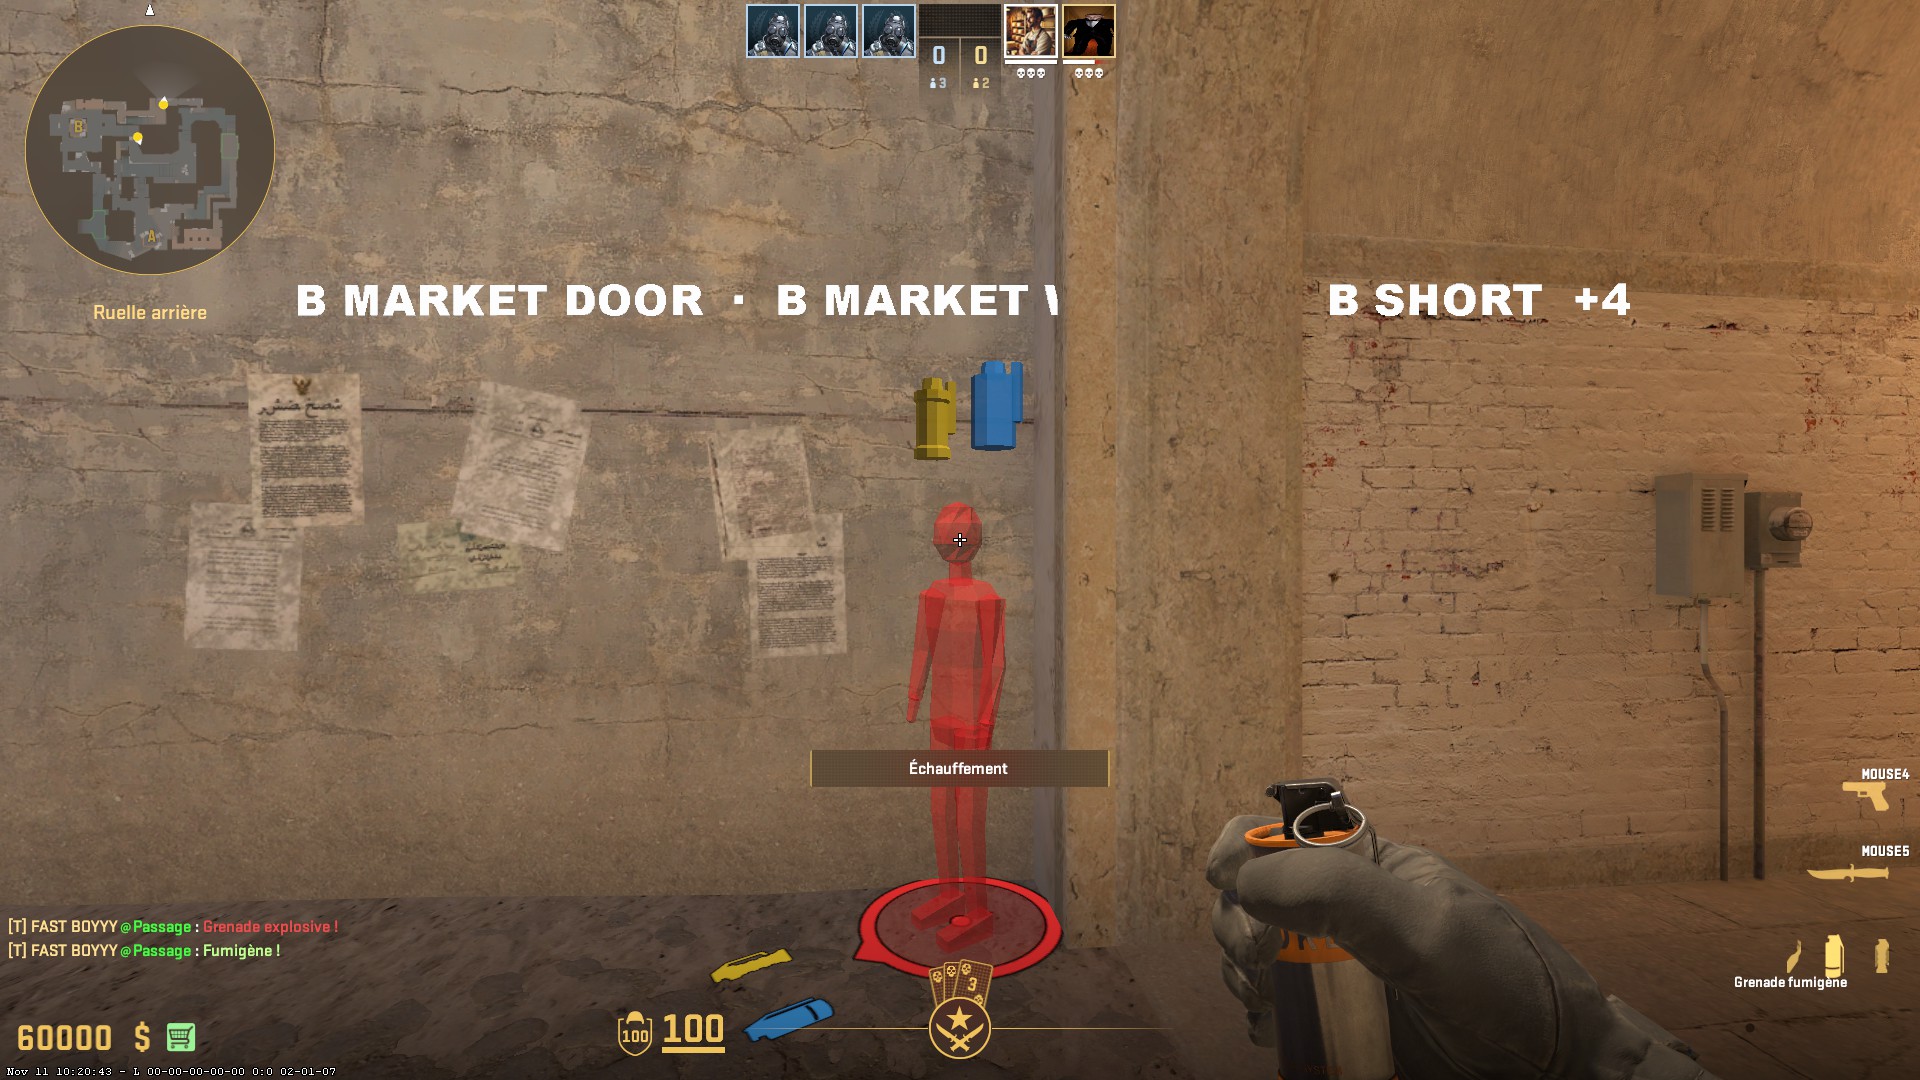 0 0
3 2
B
A
Ruelle arrière
B MARKET DOOR · B MARKET
B SHORT +4
Échauffement
MOUSE4
MOUSE5
Grenade fumigène
[T] FAST BOYYY@Passage : Grenade explosive !
[T] FAST BOYYY@Passage : Fumigène !
3
60000 $
100 100
Nov 11 10:20:43 - L 00-00-00-00-00 0:0 02-01-07